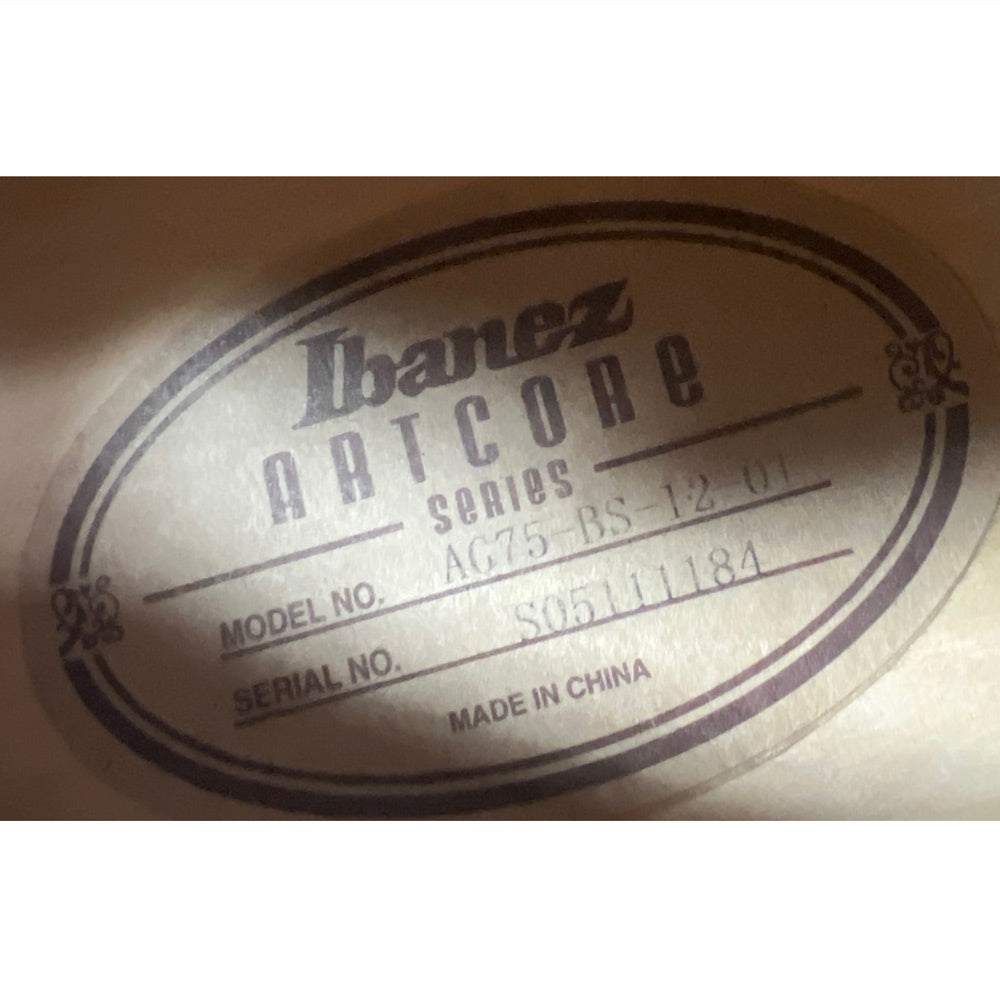 Ibanez
ARTCORE
SERIES
MODEL NO. AG75-BS-12-01
SERIAL NO. S05111184
MADE IN CHINA